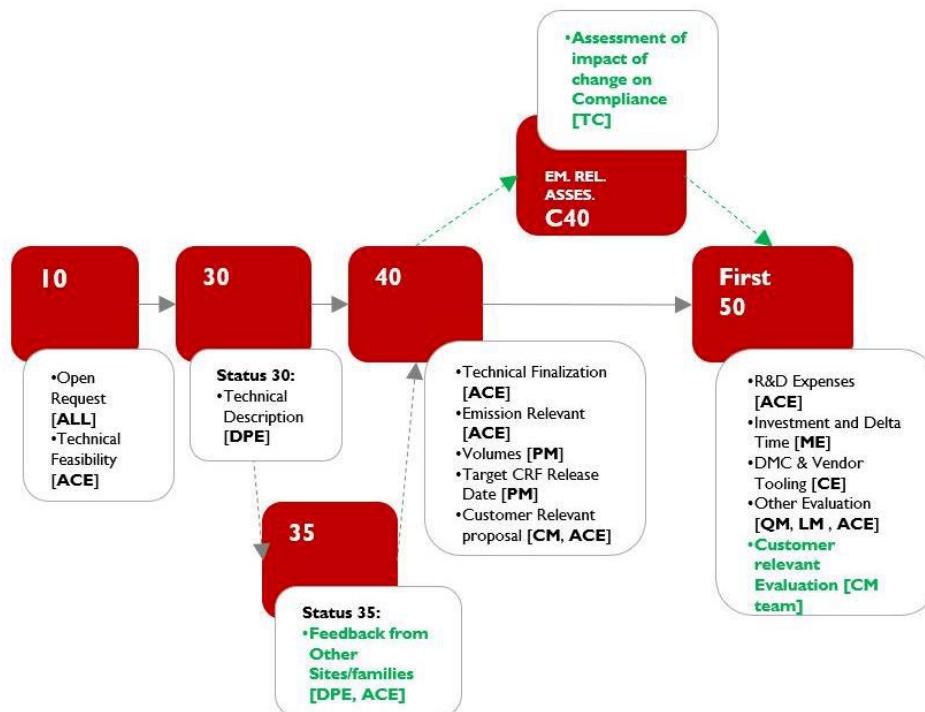 •Assessment of
impact of
change on
Compliance
[TC]
EM. REL.
ASSES.
C40
10
30
40
First
50
•Open
Request
[ALL]
•Technical
Feasibility
[ACE]
Status 30:
•Technical
Description
[DPE]
•Technical Finalization
[ACE]
•Emission Relevant
[ACE]
•Volumes [PM]
•Target CRF Release
Date [PM]
•Customer Relevant
proposal [CM, ACE]
•R&D Expenses
[ACE]
•Investment and Delta
Time [ME]
•DMC & Vendor
Tooling [CE]
•Other Evaluation
[QM, LM , ACE]
•Customer
relevant
Evaluation [CM
team]
35
Status 35:
•Feedback from
Other
Sites/families
[DPE, ACE]